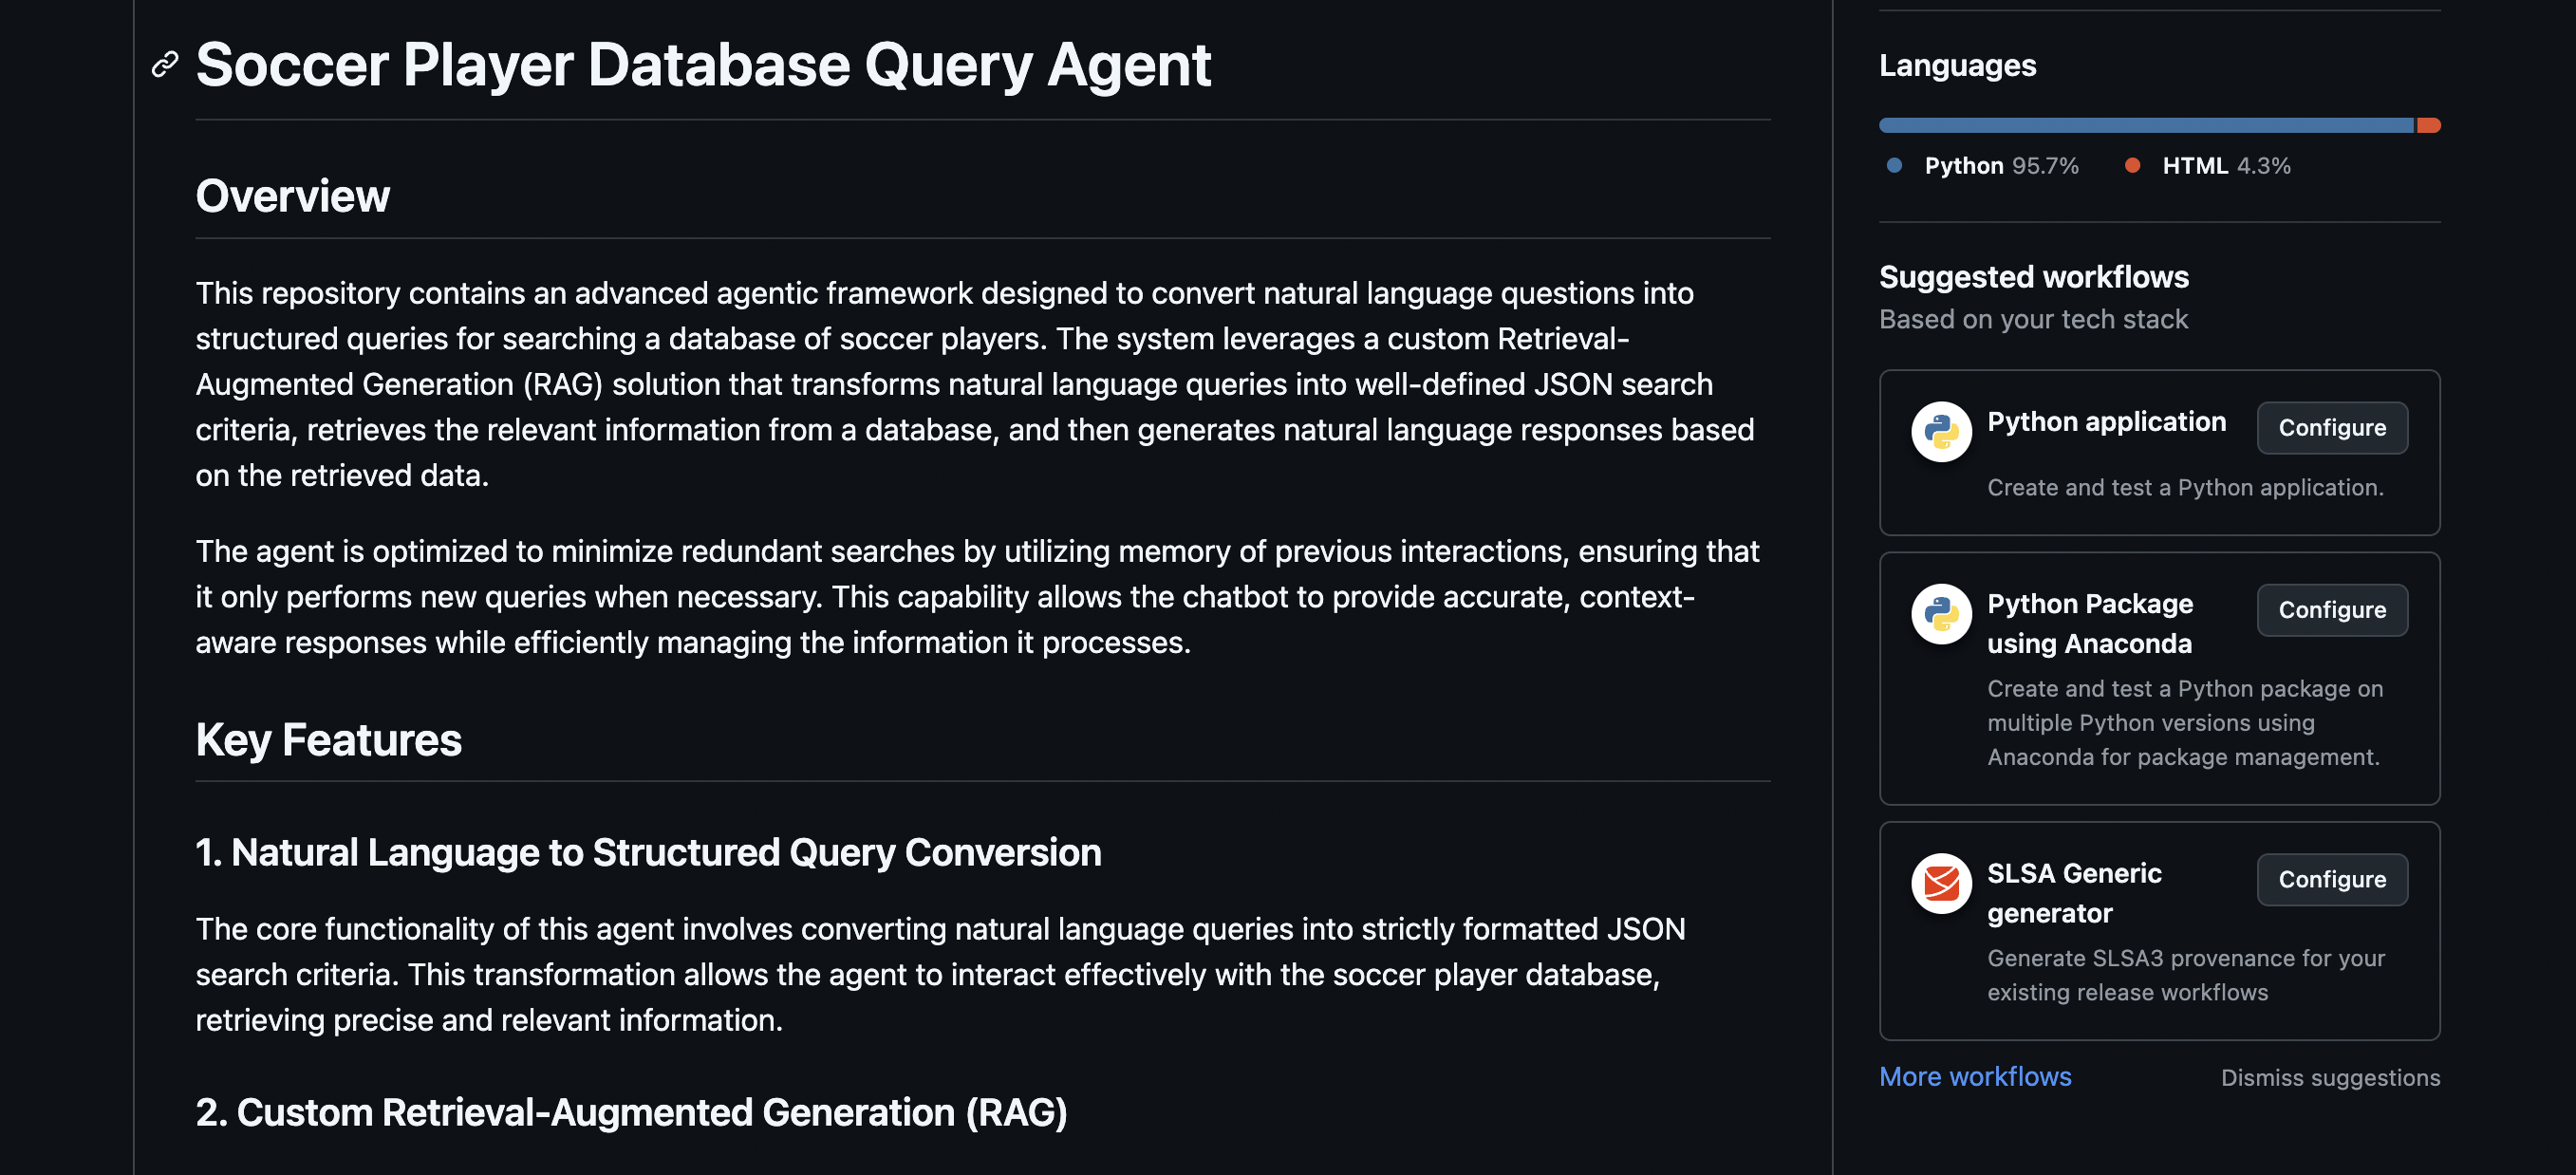 Soccer Player Database Query Agent
Overview
This repository contains an advanced agentic framework designed to convert natural language questions into
structured queries for searching a database of soccer players. The system leverages a custom Retrieval-
Augmented Generation (RAG) solution that transforms natural language queries into well-defined JSON search
criteria, retrieves the relevant information from a database, and then generates natural language responses based
on the retrieved data.
The agent is optimized to minimize redundant searches by utilizing memory of previous interactions, ensuring that
it only performs new queries when necessary. This capability allows the chatbot to provide accurate, context-
aware responses while efficiently managing the information it processes.
Key Features
1. Natural Language to Structured Query Conversion
The core functionality of this agent involves converting natural language queries into strictly formatted JSON
search criteria. This transformation allows the agent to interact effectively with the soccer player database,
retrieving precise and relevant information.
2. Custom Retrieval-Augmented Generation (RAG)
Languages
Python 95.7% HTML 4.3%
Suggested workflows
Based on your tech stack
Python application Configure
Create and test a Python application.
Python Package Configure
using Anaconda
Create and test a Python package on
multiple Python versions using
Anaconda for package management.
SLSA Generic Configure
generator
Generate SLSA3 provenance for your
existing release workflows
More workflows Dismiss suggestions